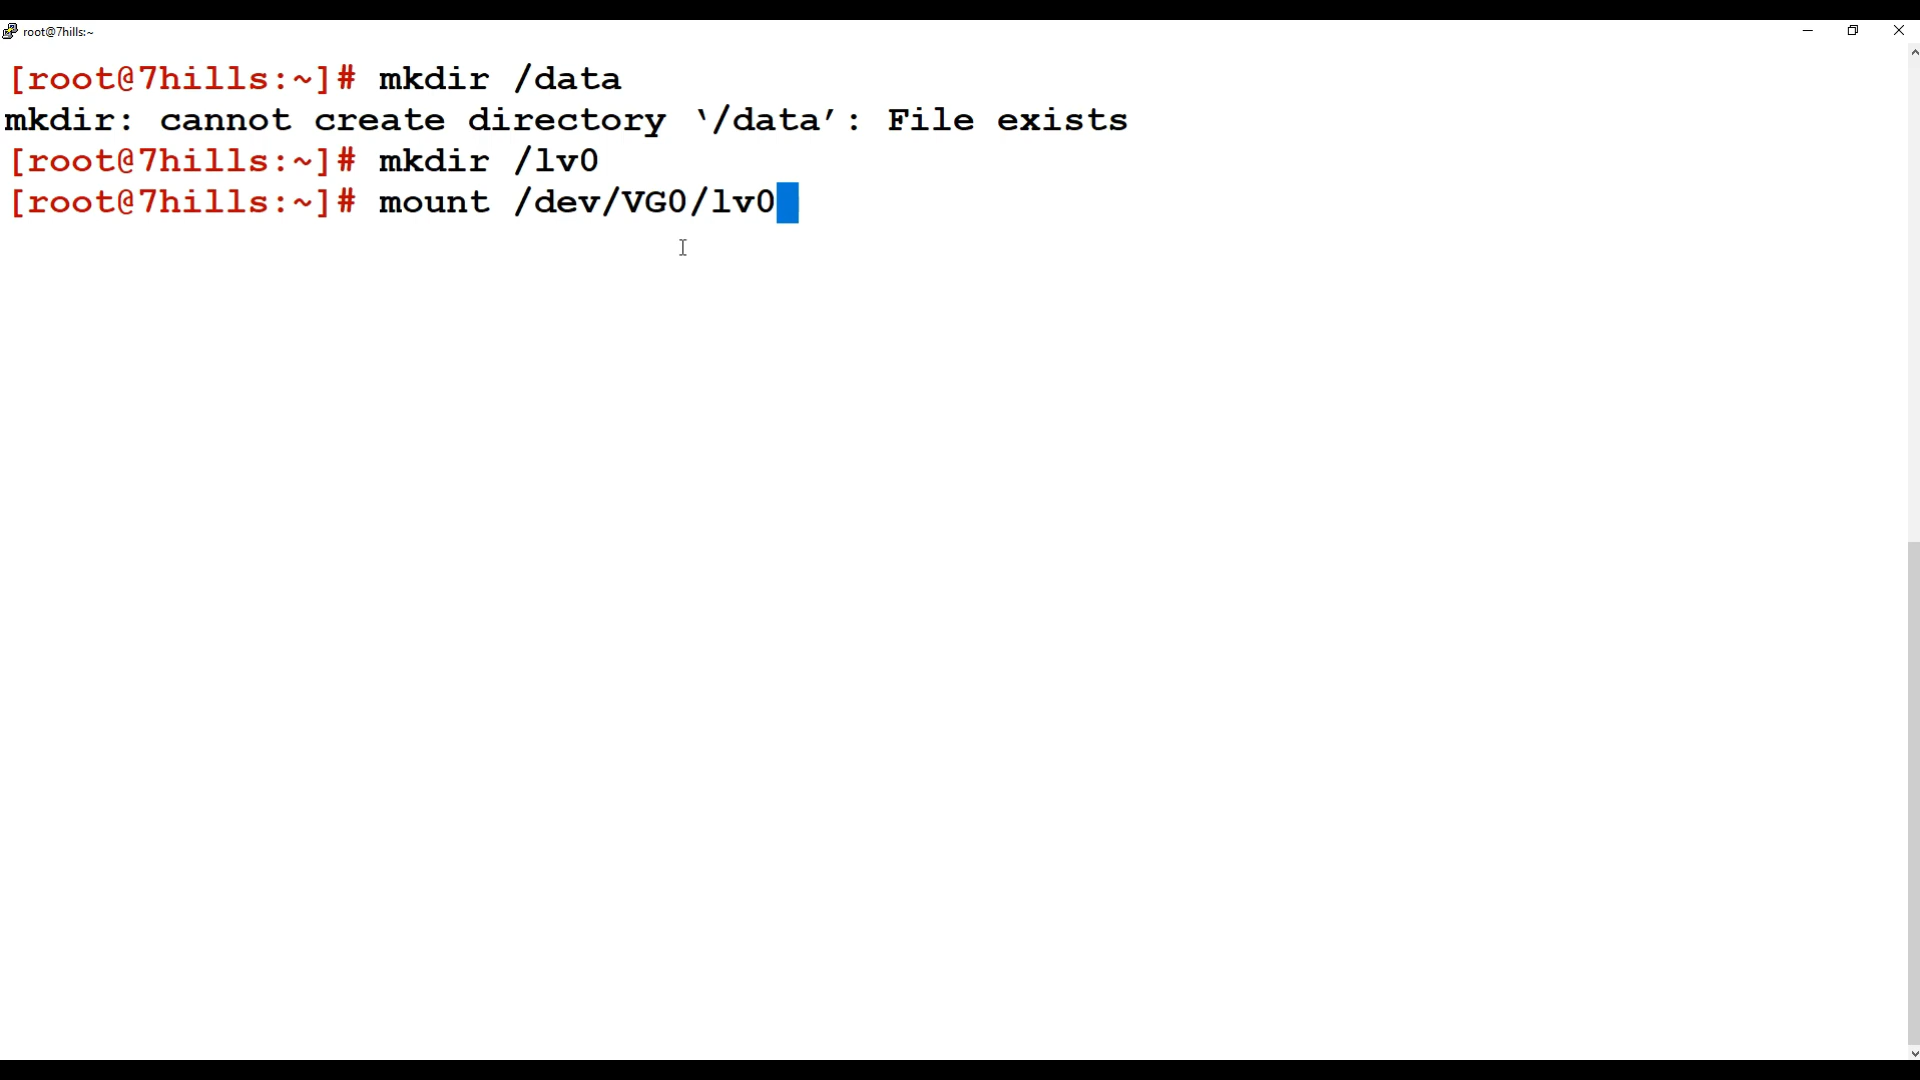 root@7hills:~
[root@7hills:~]# mkdir /data
mkdir: cannot create directory ‘/data’: File exists
[root@7hills:~]# mkdir /lv0
[root@7hills:~]# mount /dev/VG0/lv0